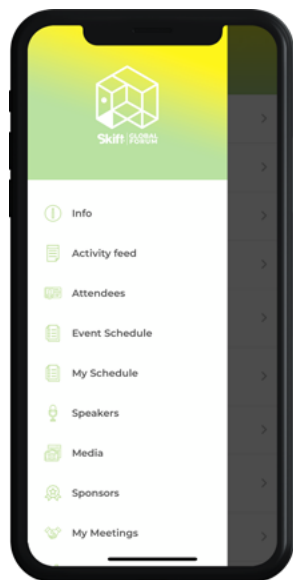 Skift GLOBAL
FORUM
Info
Activity feed
Attendees
Event Schedule
My Schedule
Speakers
Media
Sponsors
My Meetings